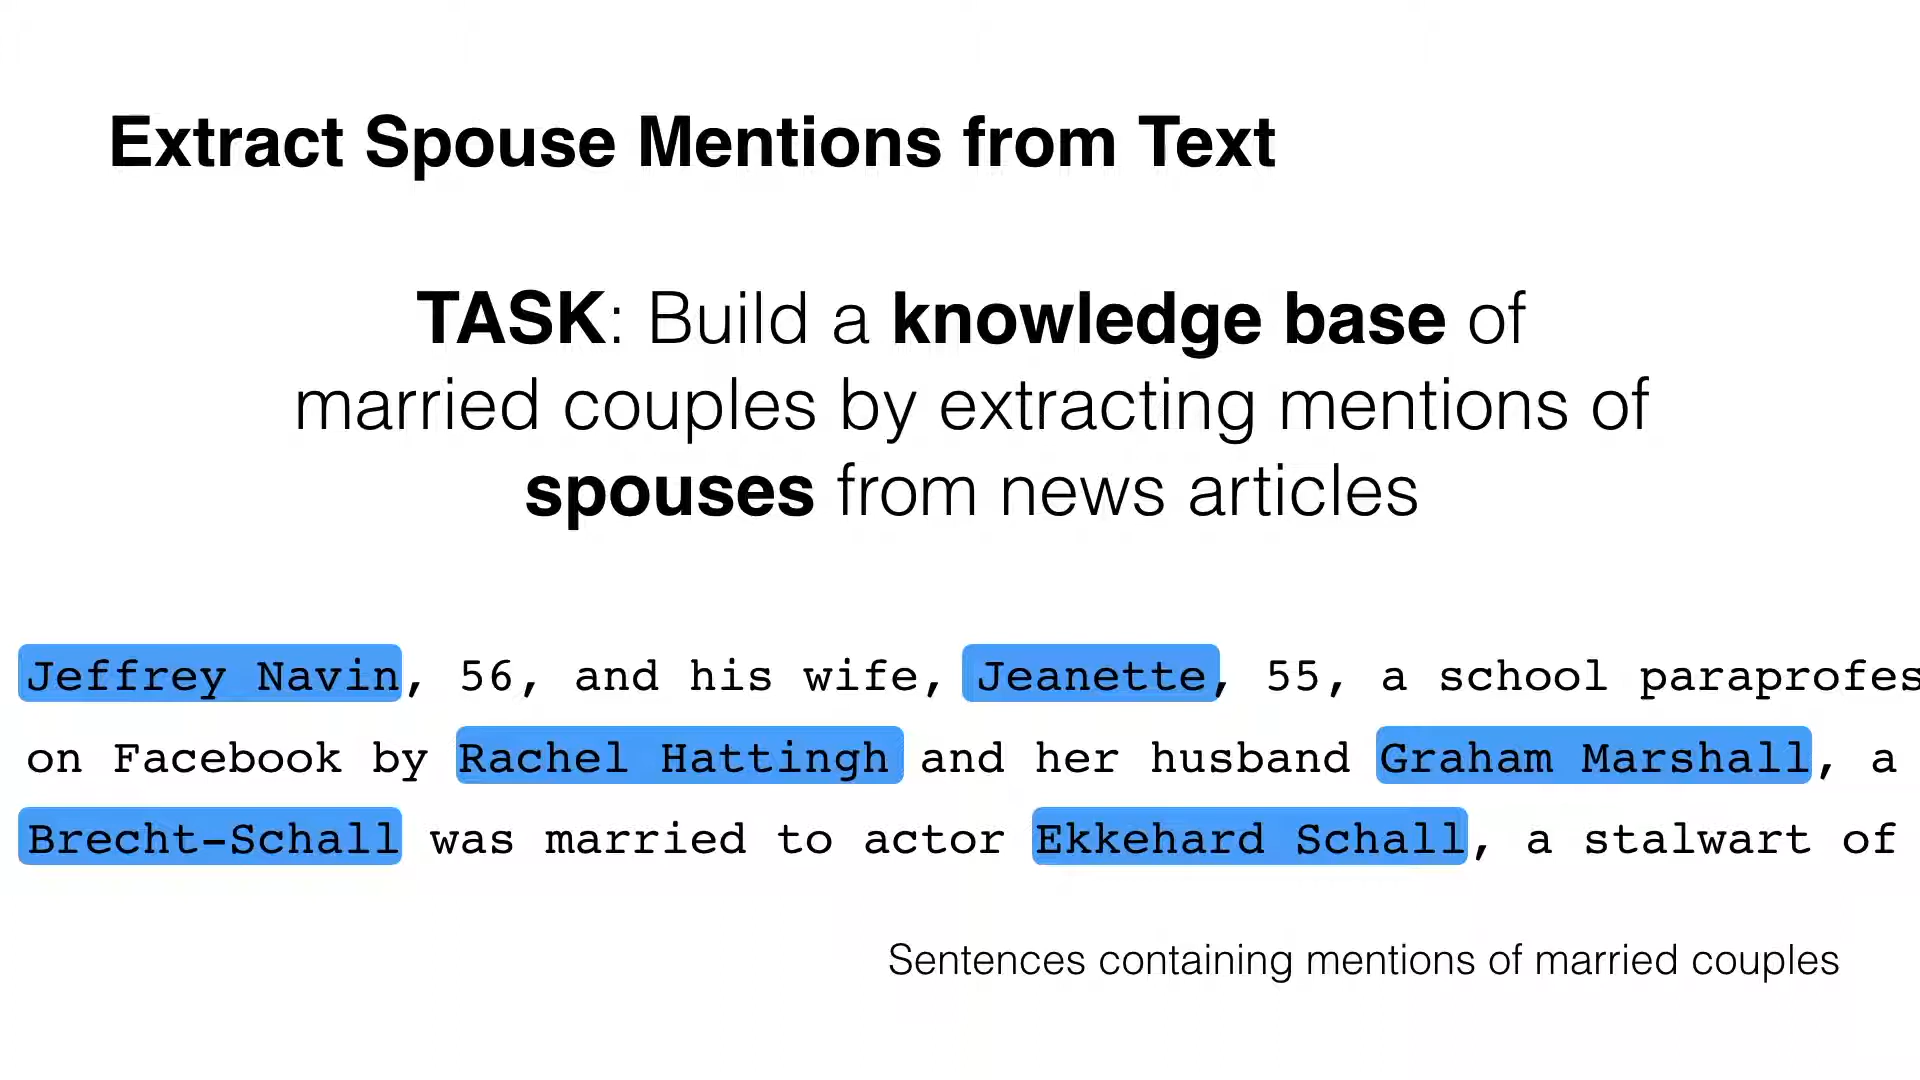 Extract Spouse Mentions from Text
TASK: Build a knowledge base of
married couples by extracting mentions of
spouses from news articles
Jeffrey Navin, 56, and his wife, Jeanette, 55, a school paraprofes
on Facebook by Rachel Hattingh and her husband Graham Marshall, a
Brecht-Schall was married to actor Ekkehard Schall, a stalwart of
Sentences containing mentions of married couples